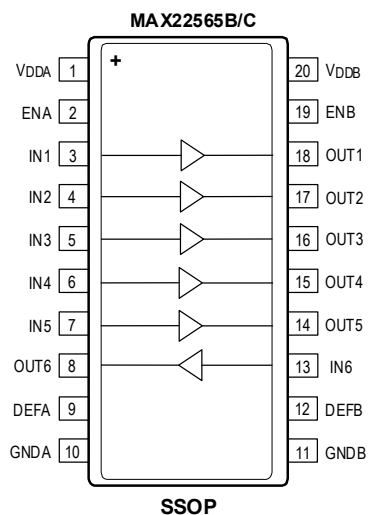 MAX22565B/C
+
VDDA 1 20 VDDB
ENA 2 19 ENB
IN1 3 18 OUT1
IN2 4 17 OUT2
IN3 5 16 OUT3
IN4 6 15 OUT4
IN5 7 14 OUT5
OUT6 8 13 IN6
DEFA 9 12 DEFB
GNDA 10 11 GNDB
SSOP